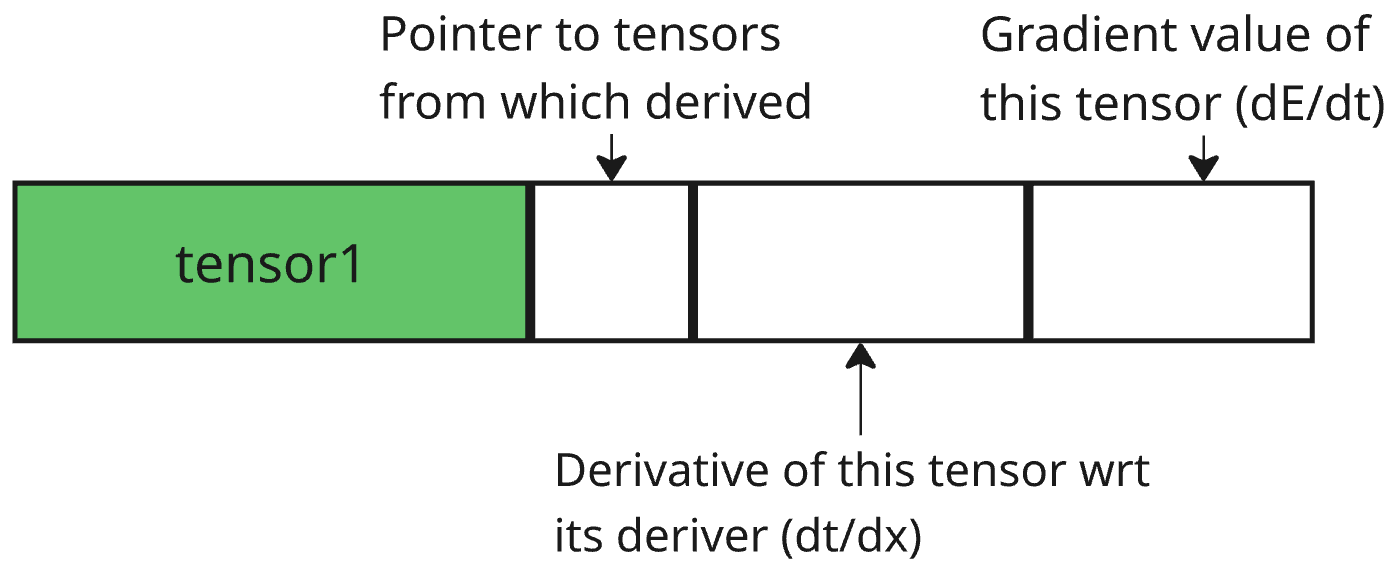 Pointer to tensors
from which derived
Gradient value of
this tensor (dE/dt)
tensor1
Derivative of this tensor wrt
its deriver (dt/dx)